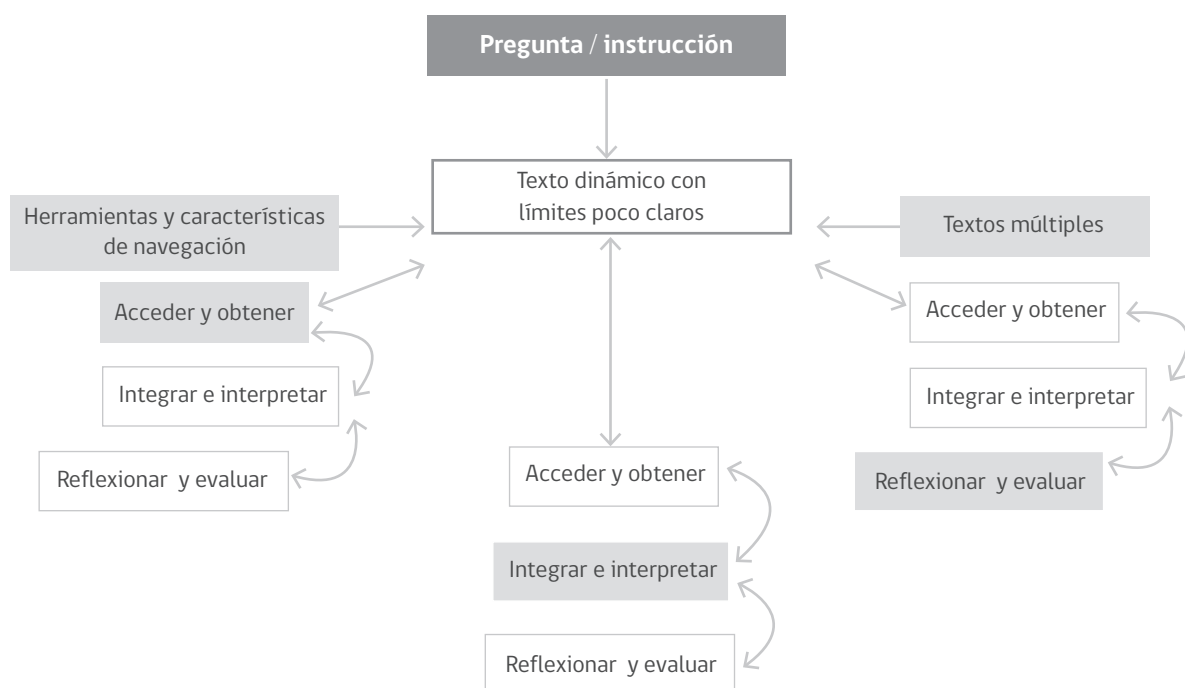 Pregunta / instrucción
Texto dinámico con
límites poco claros
Herramientas y características
de navegación
Textos múltiples
Acceder y obtener
Integrar e interpretar
Reflexionar y evaluar
Acceder y obtener
Integrar e interpretar
Reflexionar y evaluar
Acceder y obtener
Integrar e interpretar
Reflexionar y evaluar